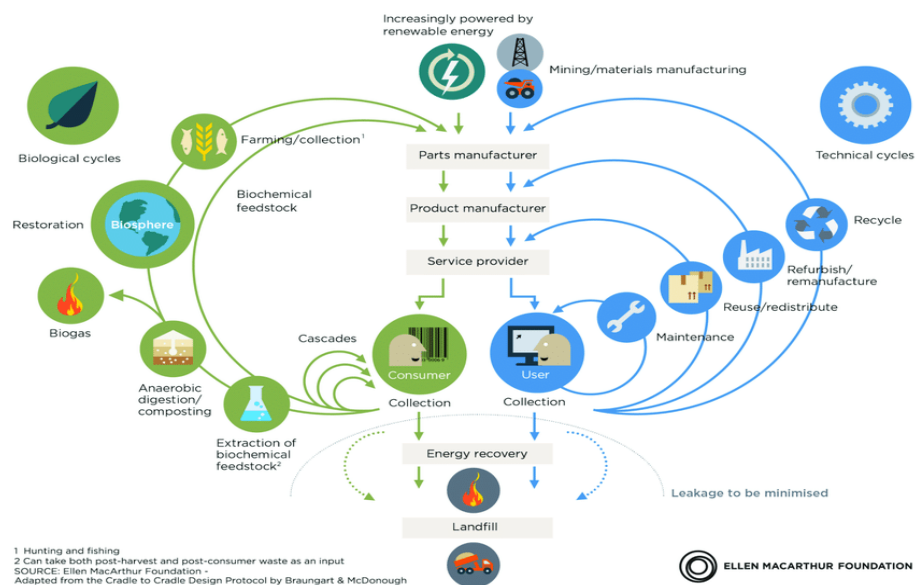 Increasingly powered by
renewable energy
Mining/materials manufacturing
Biological cycles
Farming/collection¹
Technical cycles
Parts manufacturer
Biochemical
feedstock
Product manufacturer
Restoration
Biosphere
Recycle
Service provider
Refurbish/
remanufacture
Reuse/redistribute
Biogas
Cascades
Maintenance
Consumer
User
Anaerobic
digestion/
composting
Collection
Collection
Extraction of
biochemical
feedstock²
Energy recovery
Leakage to be minimised
Landfill
1 Hunting and fishing
2 Can take both post-harvest and post-consumer waste as an input
SOURCE: Ellen MacArthur Foundation -
Adapted from the Cradle to Cradle Design Protocol by Braungart & McDonough
ELLEN MACARTHUR FOUNDATION